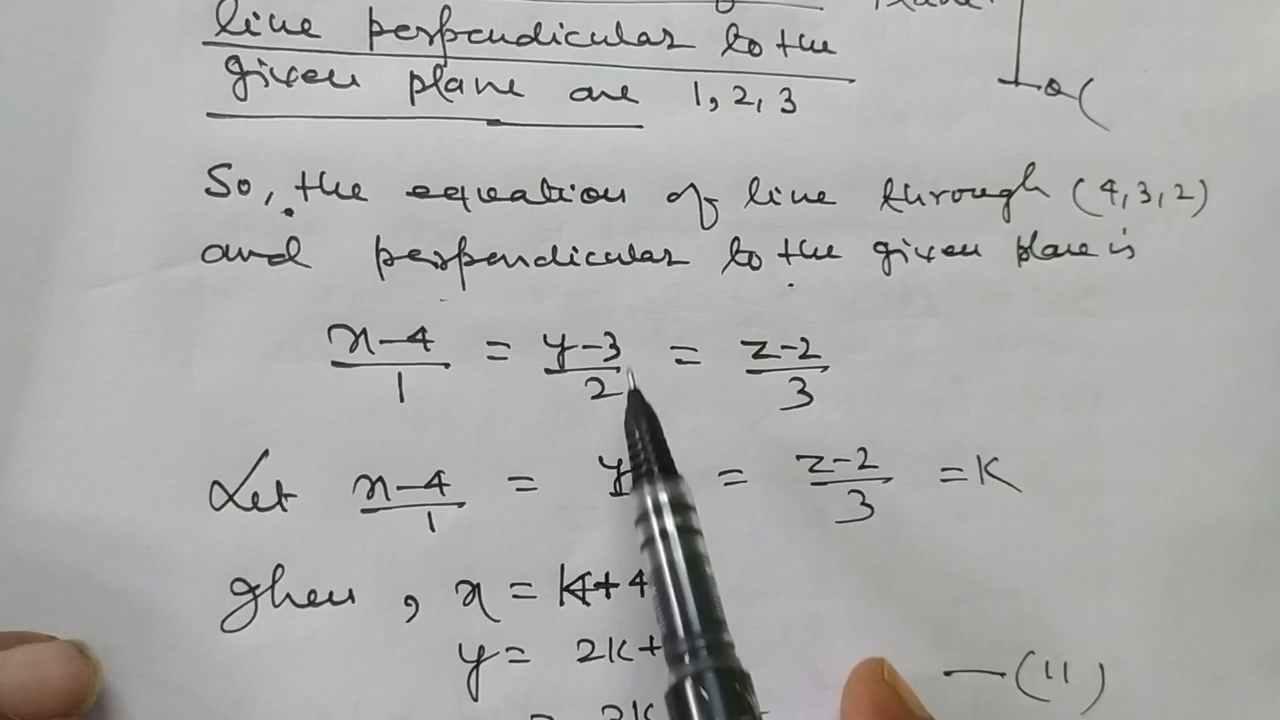 line perpendicular to the
given plane are 1, 2, 3
Q(
So, the equation of line through (4,3,2)
and perpendicular to the given plane is
x-4/1 = y-3/2 = z-2/3
Let x-4/1 = y = z-2/3 = K
Then, x = K+4
y = 2K+
—(11)
= 3K